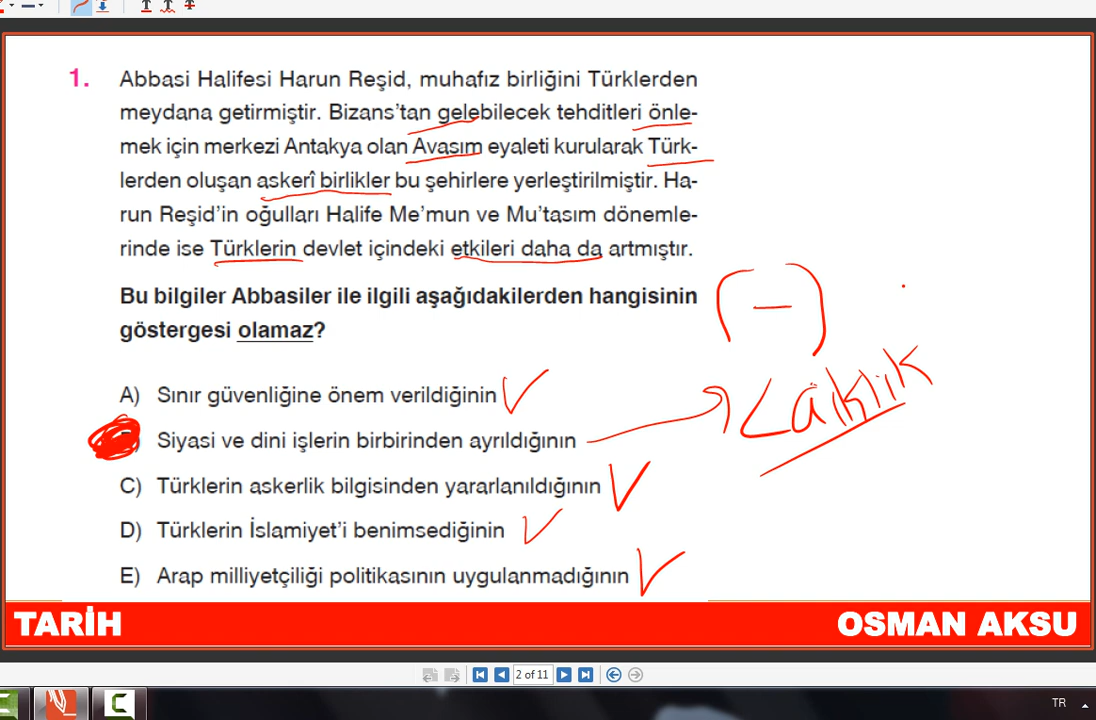 1. Abbasi Halifesi Harun Reşid, muhafız birliğini Türklerden
meydana getirmiştir. Bizans'tan gelebilecek tehditleri önle-
mek için merkezi Antakya olan Avasım eyaleti kurularak Türk-
lerden oluşan askerî birlikler bu şehirlere yerleştirilmiştir. Ha-
run Reşid'in oğulları Halife Me'mun ve Mu'tasım dönemle-
rinde ise Türklerin devlet içindeki etkileri daha da artmıştır.
Bu bilgiler Abbasiler ile ilgili aşağıdakilerden hangisinin
göstergesi olamaz?
(-)
A) Sınır güvenliğine önem verildiğinin
Laiklik
Siyasi ve dini işlerin birbirinden ayrıldığının
C) Türklerin askerlik bilgisinden yararlanıldığının
D) Türklerin İslamiyet'i benimsediğinin
E) Arap milliyetçiliği politikasının uygulanmadığının
TARİH OSMAN AKSU
2 of 11
TR